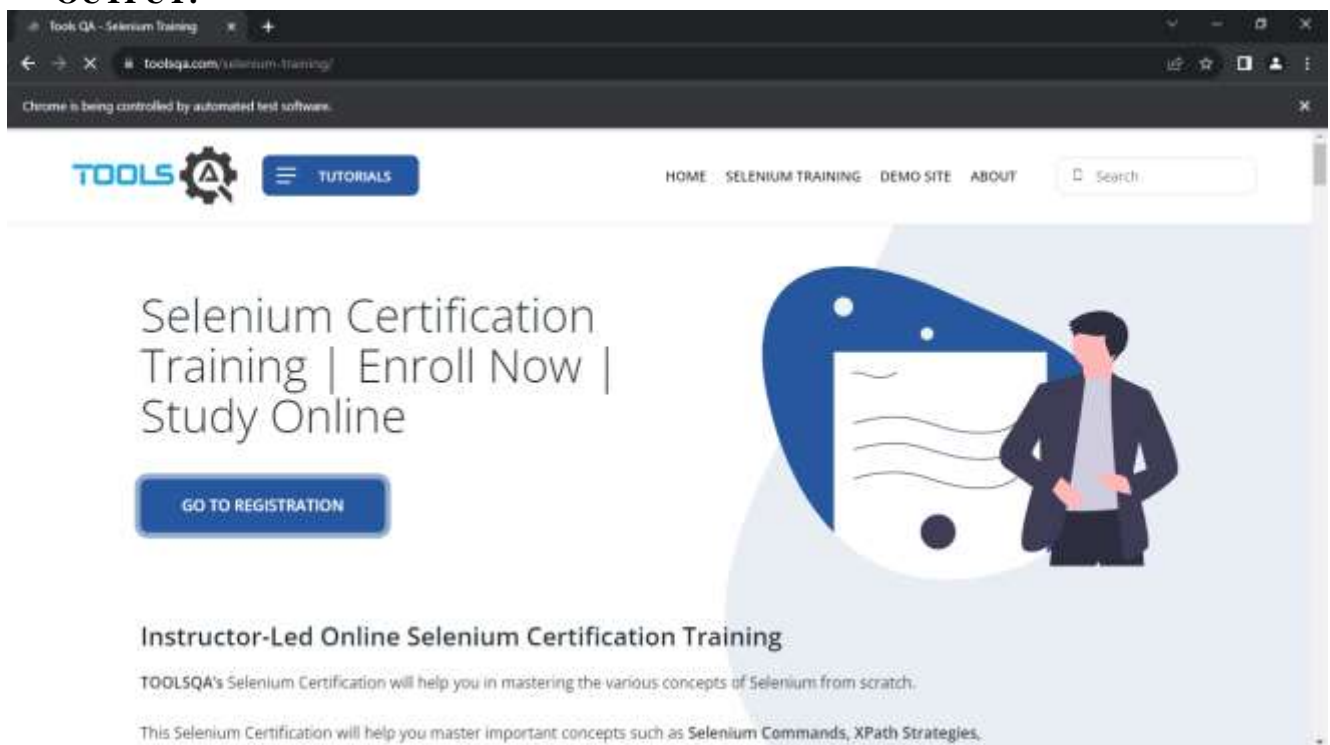 OUTPUT:
Tools QA - Selenium Training
toolsqa.com/selenium-training/
Chrome is being controlled by automated test software.
TOOLS QA
TUTORIALS
HOME SELENIUM TRAINING DEMO SITE ABOUT
Search
Selenium Certification
Training | Enroll Now |
Study Online
GO TO REGISTRATION
Instructor-Led Online Selenium Certification Training
TOOLSQA's Selenium Certification will help you in mastering the various concepts of Selenium from scratch.
This Selenium Certification will help you master important concepts such as Selenium Commands, XPath Strategies,